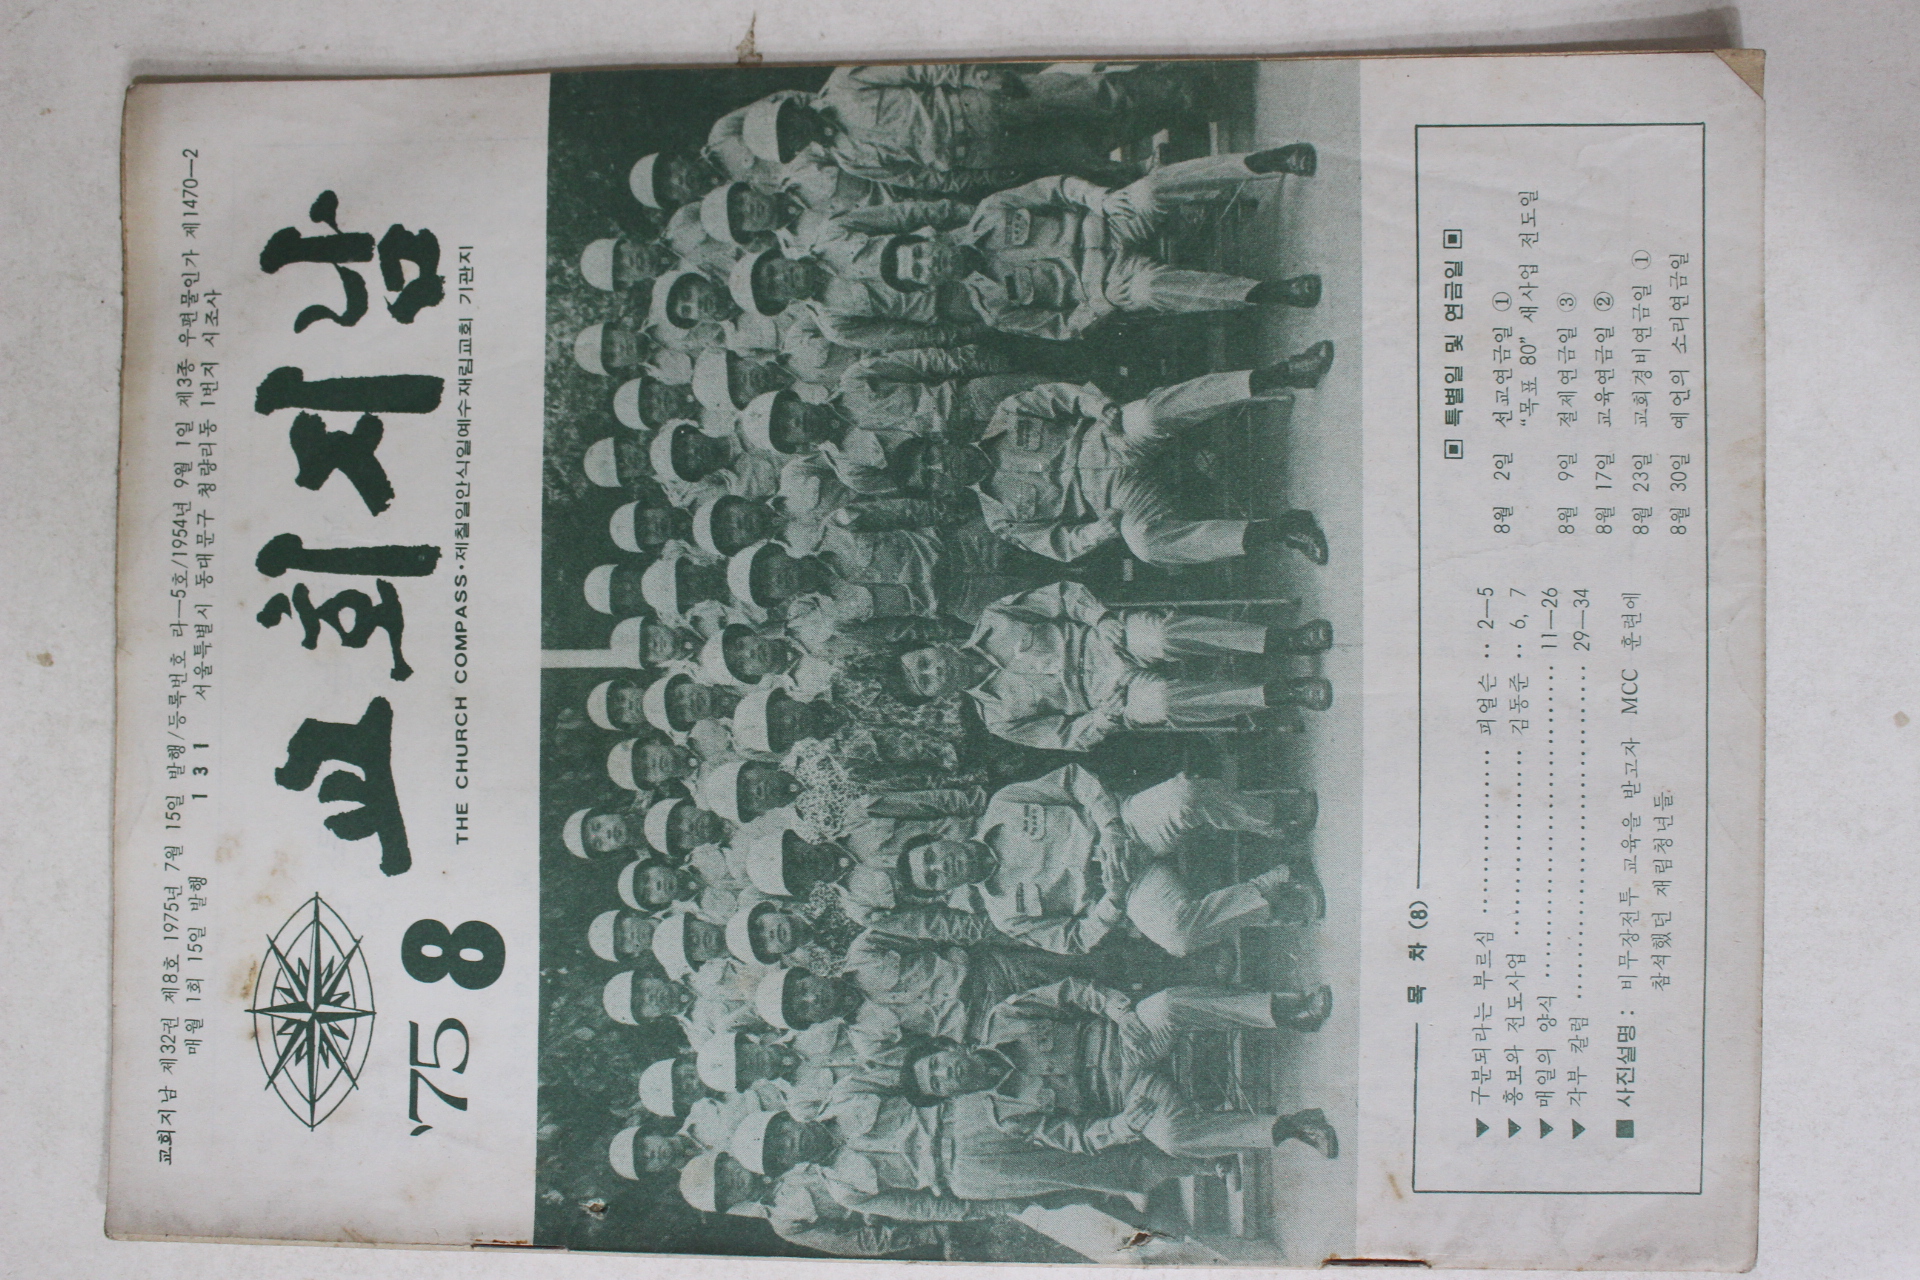 교회지남 제32권 제8호 1975년 7월 15일 발행/등록번호 라—5호/1954년 9월 1일 제3종 우편물인가 제1470—2
매월 1회 15일 발행 131 서울특별시 동대문구 청량리동 1번지 시조사
교회지남
'75 8
THE CHURCH COMPASS·제칠일안식일예수재림교회 기관지
목 차 (8)
▼ 구분되라는 부르심 ················ 피얼슨 ·· 2—5
▼ 홍보와 전도사업 ················ 김동준 ·· 6, 7
▼ 매일의 양식 ································ 11—26
▼ 각부 칼럼 ································ 29—34
■ 사진설명 : 비무장전투 교육을 받고자 MCC 훈련에
참석했던 재림청년들.
▣ 특별일 및 연금일 ▣
8월 2일 선교연금일 ①
“목표 80” 새사업 전도일
8월 9일 절제연금일 ③
8월 17일 교육연금일 ②
8월 23일 교회경비연금일 ①
8월 30일 예언의 소리연금일